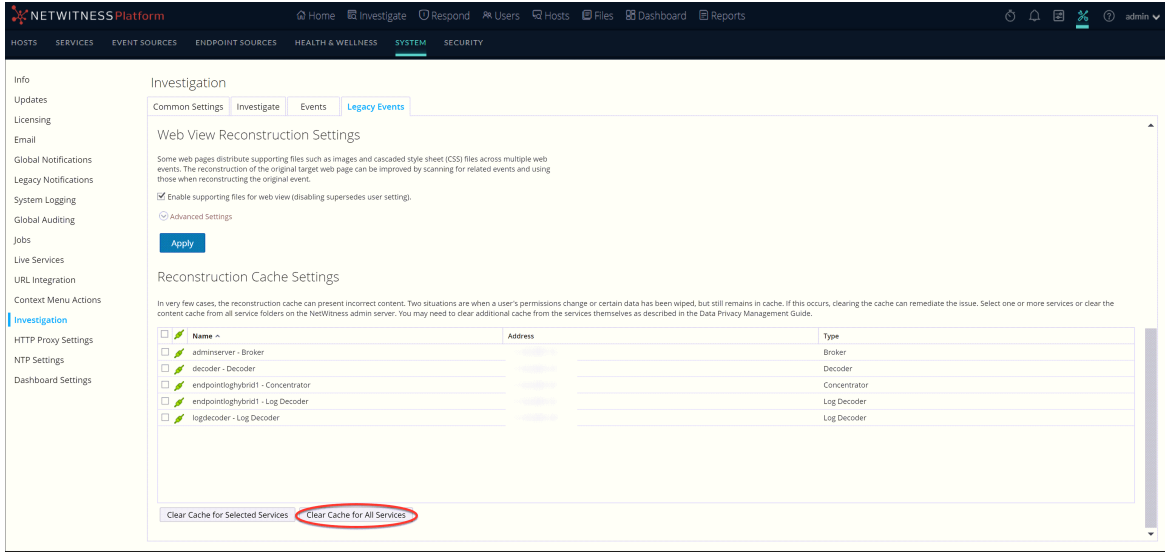 NETWITNESS Platform
Home Investigate Respond Users Hosts Files Dashboard Reports
admin
HOSTS SERVICES EVENT SOURCES ENDPOINT SOURCES HEALTH & WELLNESS SYSTEM SECURITY
Info
Updates
Licensing
Email
Global Notifications
Legacy Notifications
System Logging
Global Auditing
Jobs
Live Services
URL Integration
Context Menu Actions
Investigation
HTTP Proxy Settings
NTP Settings
Dashboard Settings
Investigation
Common Settings Investigate Events Legacy Events
Web View Reconstruction Settings
Some web pages distribute supporting files such as images and cascaded style sheet (CSS) files across multiple web
events. The reconstruction of the original target web page can be improved by scanning for related events and using
those when reconstructing the original event.
Enable supporting files for web view (disabling supersedes user setting).
Advanced Settings
Apply
Reconstruction Cache Settings
In very few cases, the reconstruction cache can present incorrect content. Two situations are when a user's permissions change or certain data has been wiped, but still remains in cache. If this occurs, clearing the cache can remediate the issue. Select one or more services or clear the
content cache from all service folders on the NetWitness admin server. You may need to clear additional cache from the services themselves as described in the Data Privacy Management Guide.
Name Address Type
adminserver - Broker Broker
decoder - Decoder Decoder
endpointloghybrid1 - Concentrator Concentrator
endpointloghybrid1 - Log Decoder Log Decoder
logdecoder - Log Decoder Log Decoder
Clear Cache for Selected Services Clear Cache for All Services